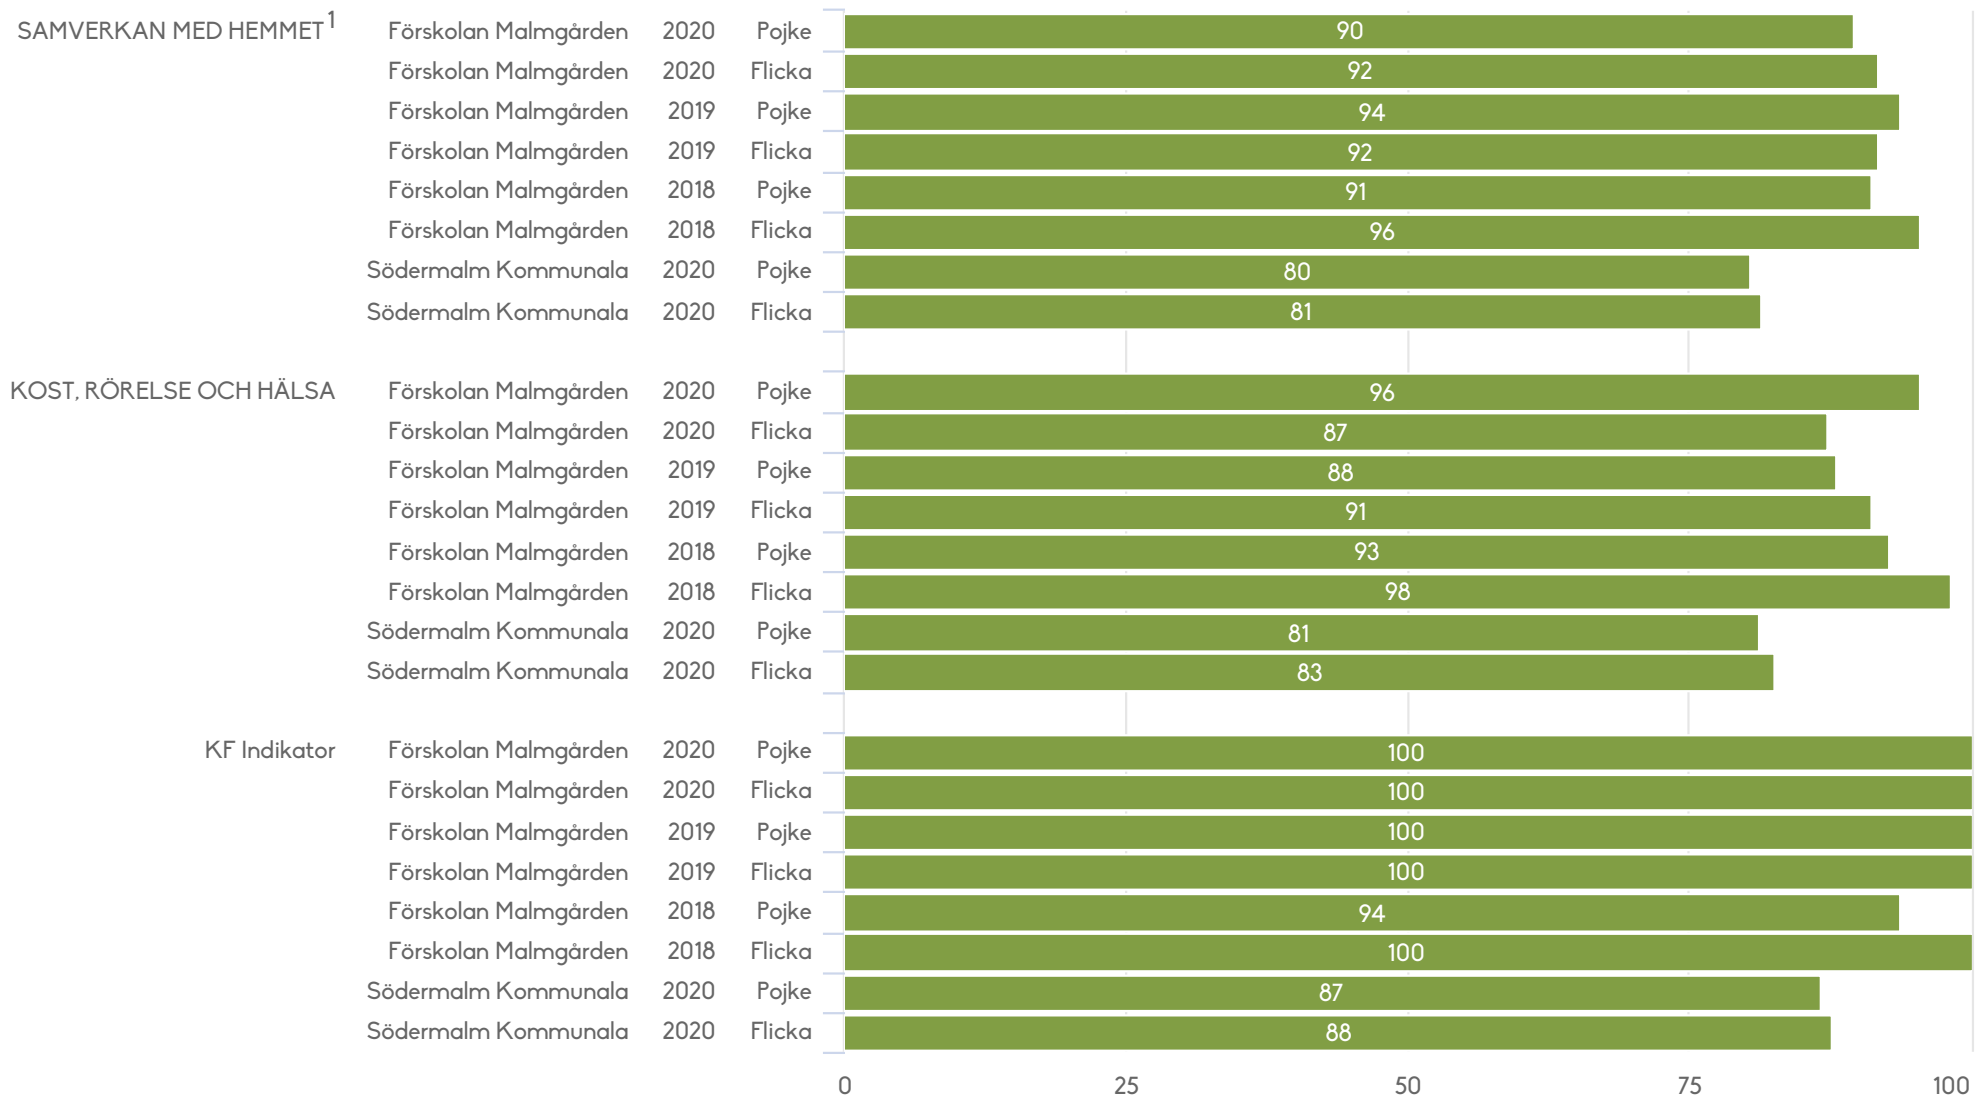 SAMVERKAN MED HEMMET¹ Förskolan Malmgården 2020 Pojke 90
Förskolan Malmgården 2020 Flicka 92
Förskolan Malmgården 2019 Pojke 94
Förskolan Malmgården 2019 Flicka 92
Förskolan Malmgården 2018 Pojke 91
Förskolan Malmgården 2018 Flicka 96
Södermalm Kommunala 2020 Pojke 80
Södermalm Kommunala 2020 Flicka 81
KOST, RÖRELSE OCH HÄLSA Förskolan Malmgården 2020 Pojke 96
Förskolan Malmgården 2020 Flicka 87
Förskolan Malmgården 2019 Pojke 88
Förskolan Malmgården 2019 Flicka 91
Förskolan Malmgården 2018 Pojke 93
Förskolan Malmgården 2018 Flicka 98
Södermalm Kommunala 2020 Pojke 81
Södermalm Kommunala 2020 Flicka 83
KF Indikator Förskolan Malmgården 2020 Pojke 100
Förskolan Malmgården 2020 Flicka 100
Förskolan Malmgården 2019 Pojke 100
Förskolan Malmgården 2019 Flicka 100
Förskolan Malmgården 2018 Pojke 94
Förskolan Malmgården 2018 Flicka 100
Södermalm Kommunala 2020 Pojke 87
Södermalm Kommunala 2020 Flicka 88
0 25 50 75 100